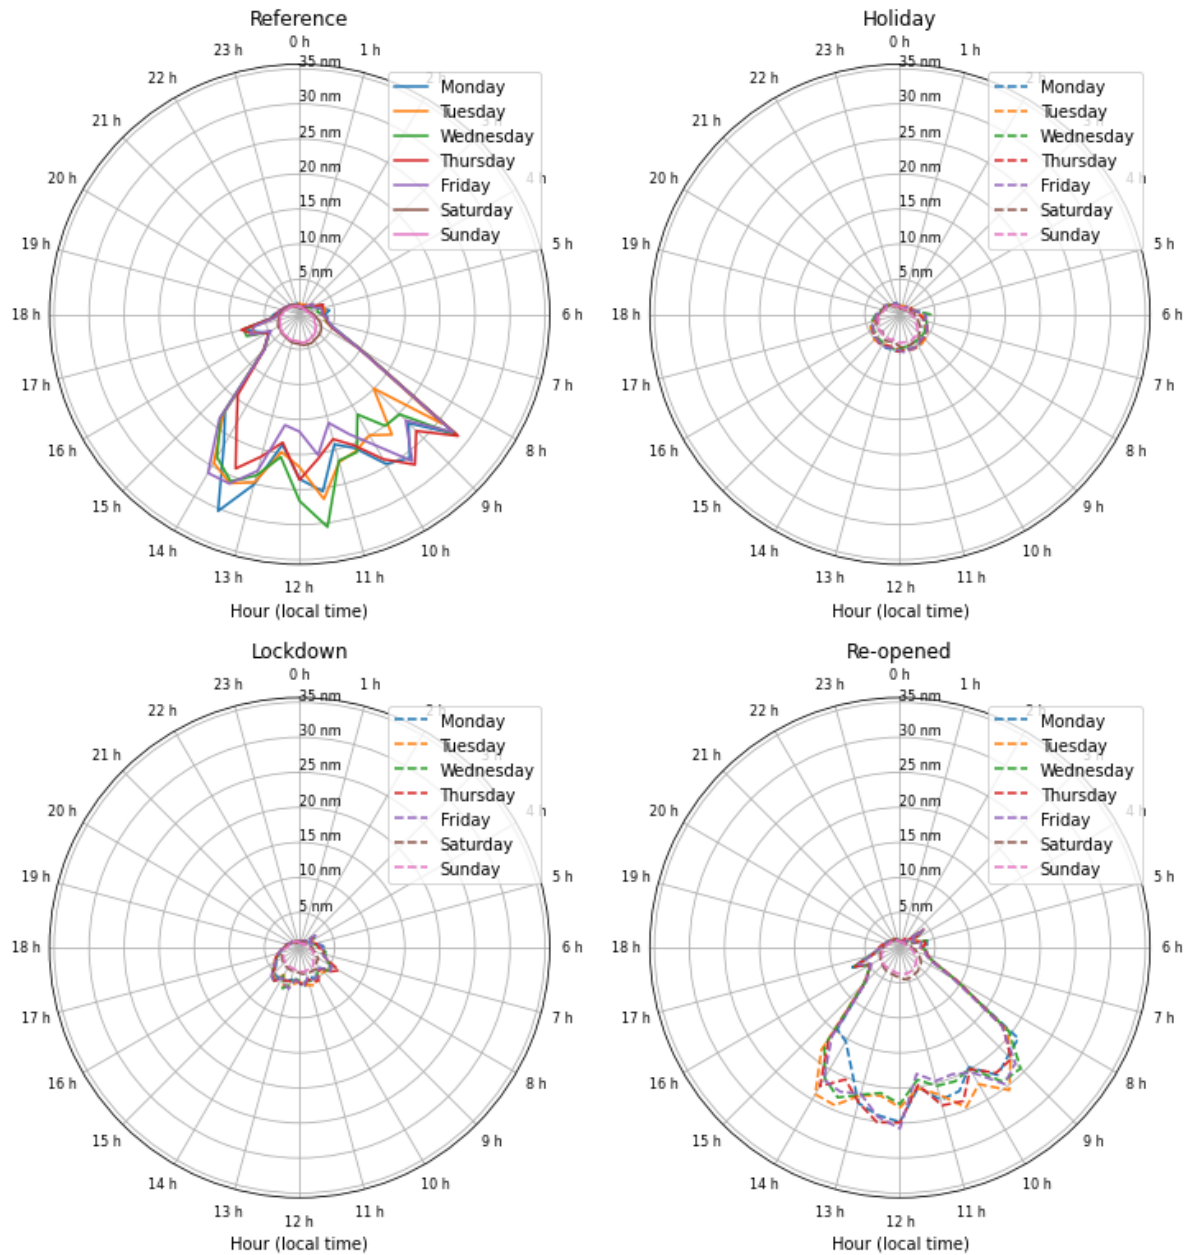 Reference
0 h
23 h
1 h
35 nm
22 h
2 h
30 nm
Monday
Tuesday
Wednesday
Thursday
Friday
Saturday
Sunday
21 h
3 h
25 nm
20 h
20 nm
4 h
15 nm
19 h
10 nm
5 h
5 nm
18 h
6 h
17 h
7 h
16 h
8 h
15 h
9 h
14 h
10 h
13 h
11 h
12 h
Hour (local time)
Holiday
0 h
23 h
1 h
35 nm
22 h
2 h
30 nm
Monday
Tuesday
Wednesday
Thursday
Friday
Saturday
Sunday
21 h
3 h
25 nm
20 h
20 nm
4 h
15 nm
19 h
10 nm
5 h
5 nm
18 h
6 h
17 h
7 h
16 h
8 h
15 h
9 h
14 h
10 h
13 h
11 h
12 h
Hour (local time)
Lockdown
0 h
23 h
1 h
35 nm
22 h
2 h
30 nm
Monday
Tuesday
Wednesday
Thursday
Friday
Saturday
Sunday
21 h
3 h
25 nm
20 h
20 nm
4 h
15 nm
19 h
10 nm
5 h
5 nm
18 h
6 h
17 h
7 h
16 h
8 h
15 h
9 h
14 h
10 h
13 h
11 h
12 h
Hour (local time)
Re-opened
0 h
23 h
1 h
35 nm
22 h
2 h
30 nm
Monday
Tuesday
Wednesday
Thursday
Friday
Saturday
Sunday
21 h
3 h
25 nm
20 h
20 nm
4 h
15 nm
19 h
10 nm
5 h
5 nm
18 h
6 h
17 h
7 h
16 h
8 h
15 h
9 h
14 h
10 h
13 h
11 h
12 h
Hour (local time)